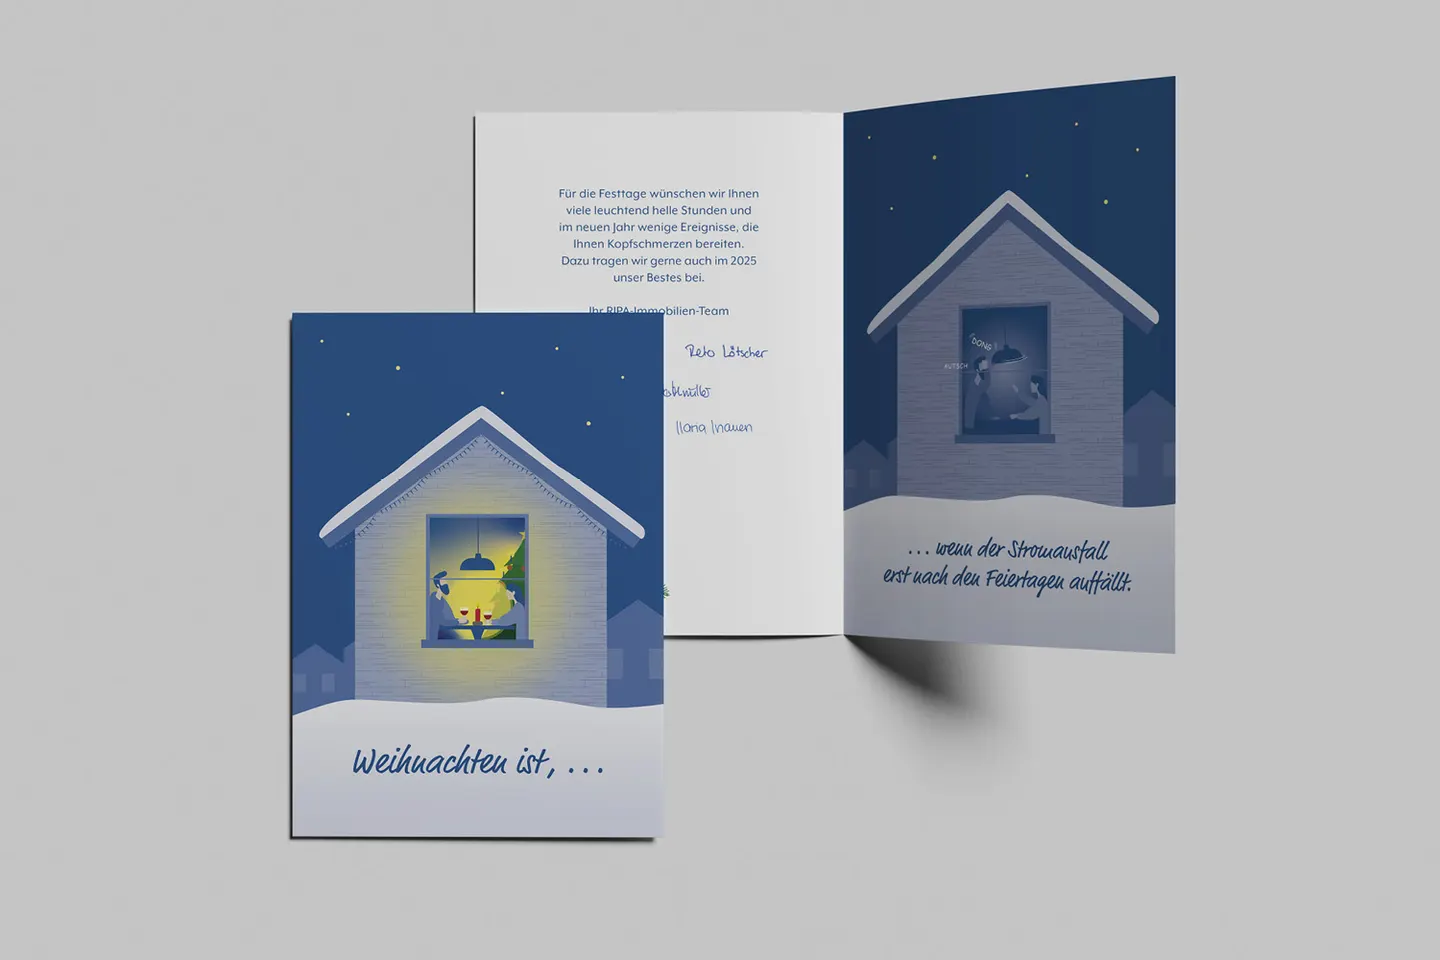 Weihnachten ist, ...
Für die Festtage wünschen wir Ihnen
viele leuchtend helle Stunden und
im neuen Jahr wenige Ereignisse, die
Ihnen Kopfschmerzen bereiten.
Dazu tragen wir gerne auch im 2025
unser Bestes bei.
Ihr RIPA-Immobilien-Team
Reto Lötscher
Ilaria Inauen
"DONG"
RUTSCH
... wenn der Stromausfall
erst nach den Feiertagen auffällt.